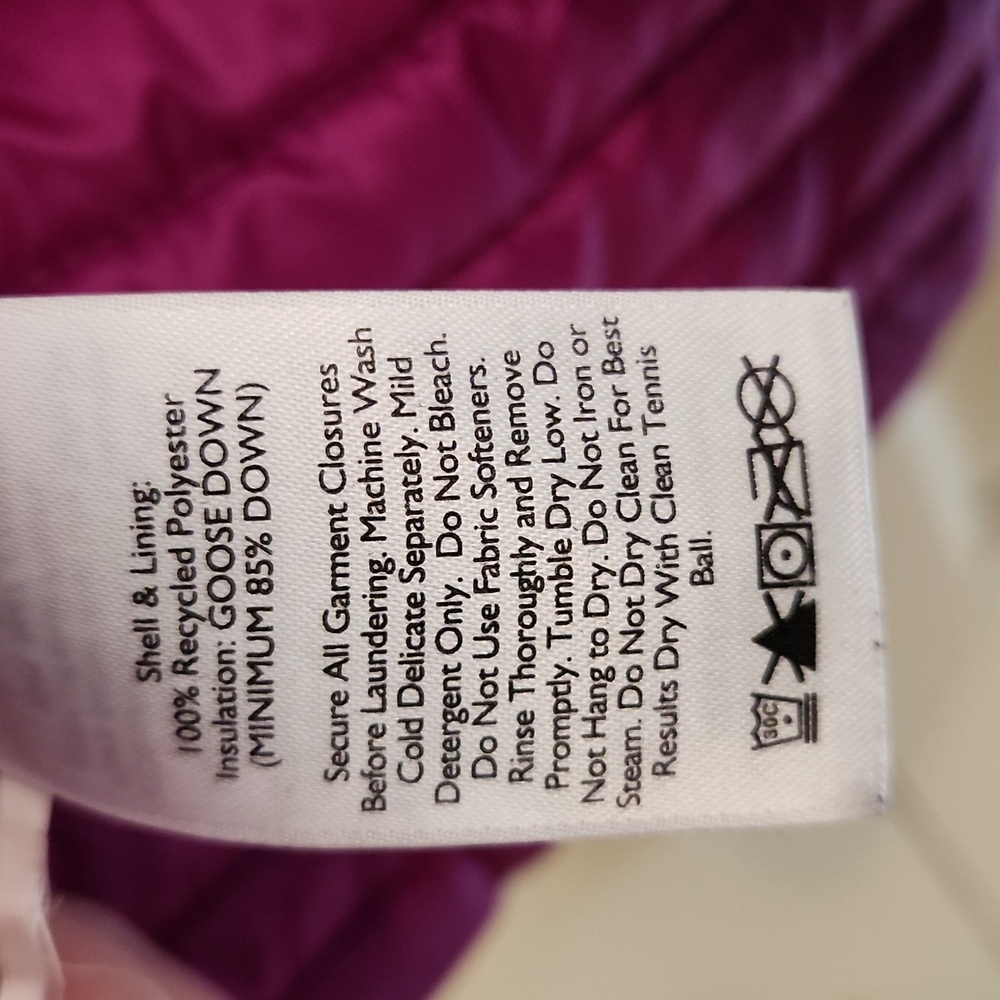 Shell & Lining:
100% Recycled Polyester
Insulation: GOOSE DOWN
(MINIMUM 85% DOWN)
Secure All Garment Closures
Before Laundering. Machine Wash
Cold Delicate Separately. Mild
Detergent Only. Do Not Bleach.
Do Not Use Fabric Softeners.
Rinse Thoroughly and Remove
Promptly. Tumble Dry Low. Do
Not Hang to Dry. Do Not Iron or
Steam. Do Not Dry Clean For Best
Results Dry With Clean Tennis
Ball.
30C